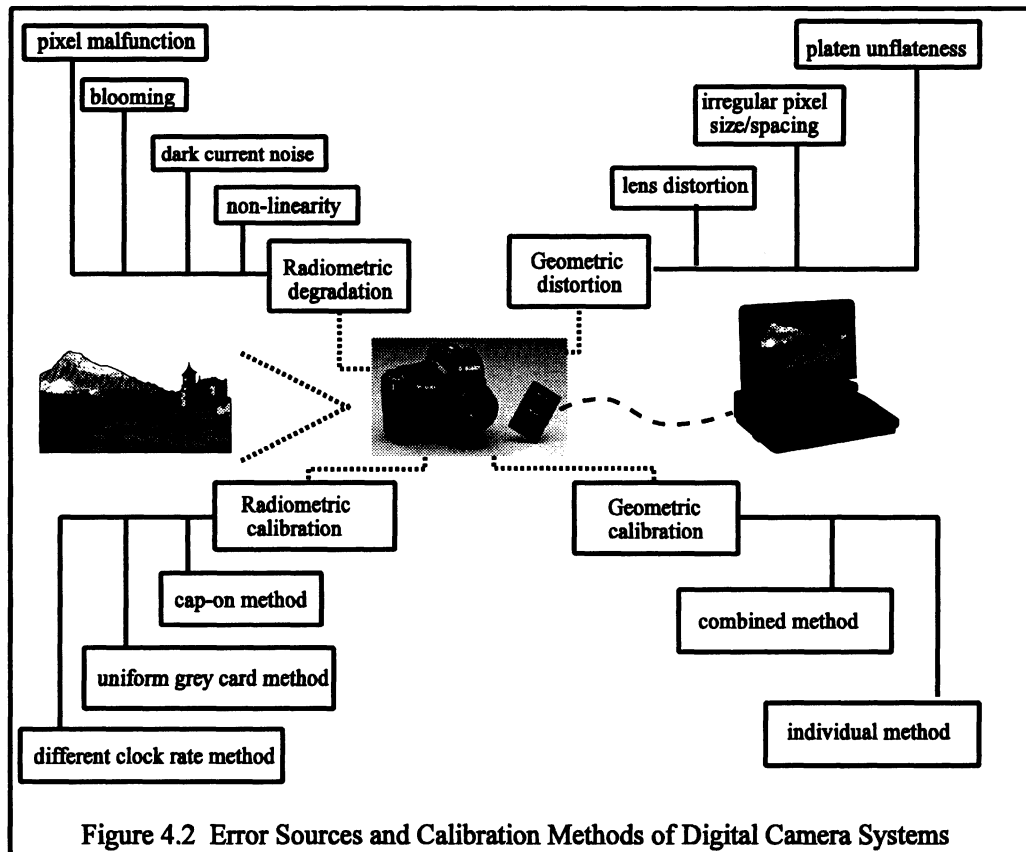 pixel malfunction
blooming
dark current noise
non-linearity
Radiometric
degradation
platen unflateness
irregular pixel
size/spacing
lens distortion
Geometric
distortion
Radiometric
calibration
cap-on method
uniform grey card method
different clock rate method
Geometric
calibration
combined method
individual method
Figure 4.2 Error Sources and Calibration Methods of Digital Camera Systems